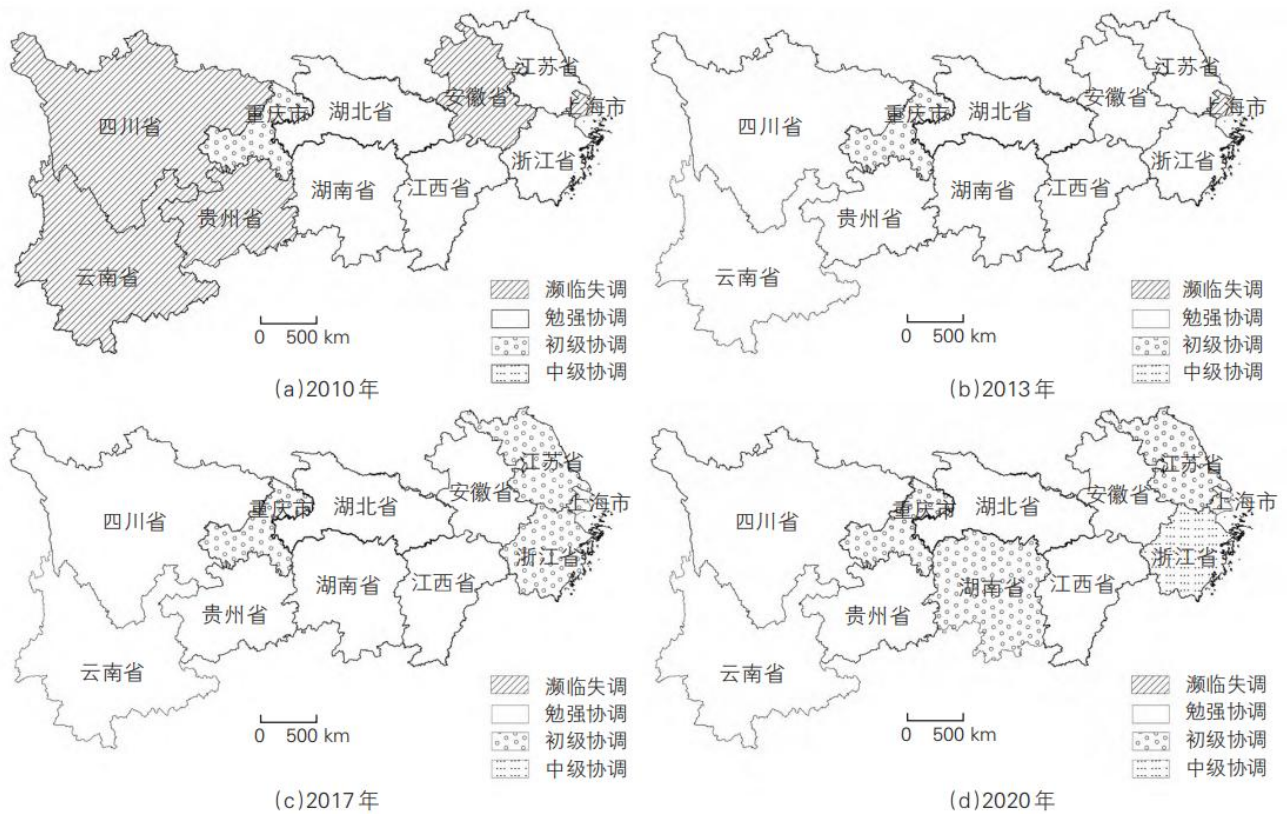 江苏省
安徽省
上海市
重庆市
湖北省
四川省
浙江省
湖南省
江西省
贵州省
云南省
濒临失调
勉强协调
初级协调
中级协调
0 500 km
(a)2010年
江苏省
安徽省
上海市
重庆市
湖北省
四川省
浙江省
湖南省
江西省
贵州省
云南省
濒临失调
勉强协调
初级协调
中级协调
0 500 km
(b)2013年
江苏省
安徽省
上海市
重庆市
湖北省
四川省
浙江省
湖南省
江西省
贵州省
云南省
濒临失调
勉强协调
初级协调
中级协调
0 500 km
(c)2017年
江苏省
安徽省
上海市
重庆市
湖北省
四川省
浙江省
湖南省
江西省
贵州省
云南省
濒临失调
勉强协调
初级协调
中级协调
0 500 km
(d)2020年